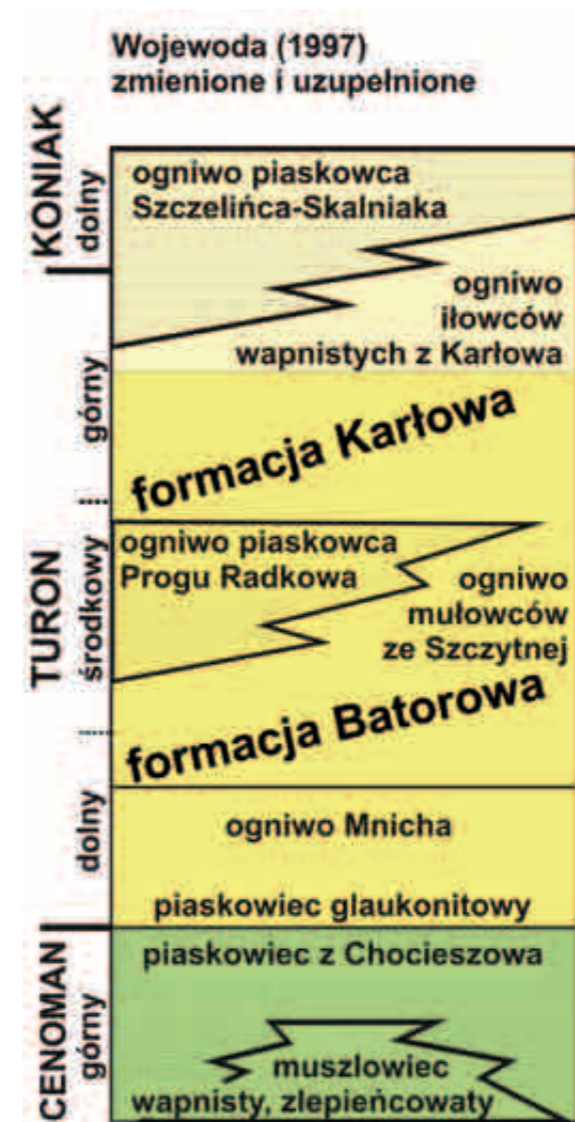 Wojewoda (1997)
zmienione i uzupełnione
KONIAK
dolny
ogniwo piaskowca
Szczelińca-Skalniaka
ogniwo
iłowców
wapnistych z Karłowa
TURON
górny
formacja Karłowa
środkowy
ogniwo piaskowca
Progu Radkowa
ogniwo
mułowców
ze Szczytnej
formacja Batorowa
dolny
ogniwo Mnicha
piaskowiec glaukonitowy
CENOMAN
górny
piaskowiec z Chocieszowa
muszlowiec
wapnisty, zlepieńcowaty